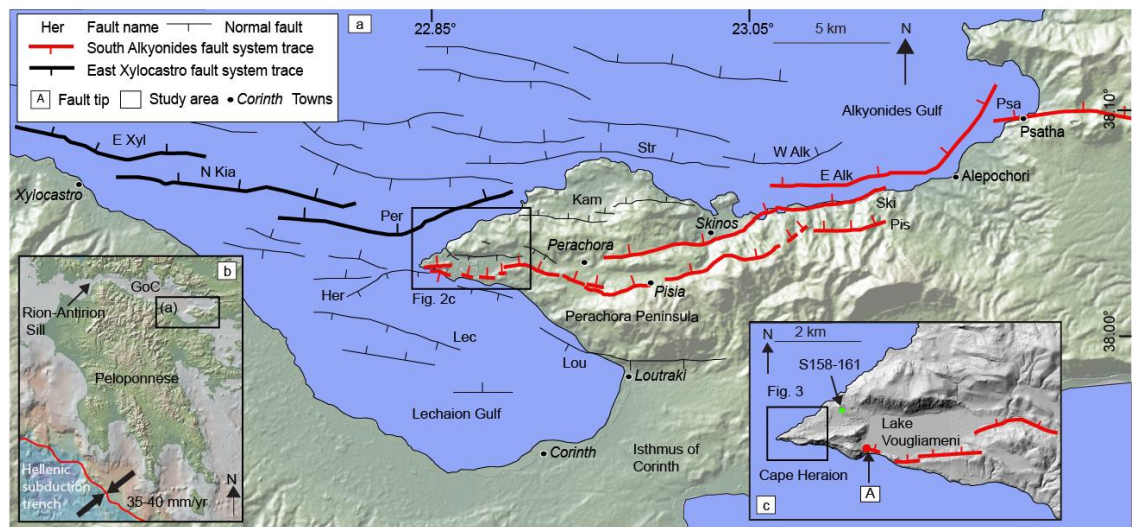 Her Fault name Normal fault
South Alkyonides fault system trace
East Xylocastro fault system trace
A Fault tip Study area Corinth Towns
a
22.85°
23.05°
5 km
N
38.10°
38.00°
Alkyonides Gulf
Psa
Psatha
E Xyl
N Kia
Xylocastro
Per
Str
W Alk
E Alk
Alepochori
Kam
Ski
Skinos
Pis
Perachora
Her
Fig. 2c
Pisia
Perachora Peninsula
Lec
Lou
Loutraki
Lechaion Gulf
Corinth
Isthmus of
Corinth
b
GoC
(a)
Rion-Antirion
Sill
Peloponnese
Hellenic
subduction
trench
35-40 mm/yr
N
N
2 km
S158-161
Fig. 3
Lake
Vougliameni
Cape Heraion
A
c